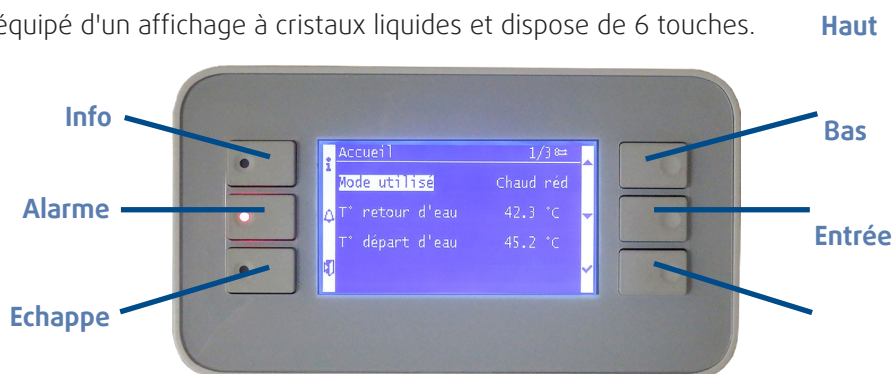 équipé d'un affichage à cristaux liquides et dispose de 6 touches.
Haut
Info
Bas
Alarme
Entrée
Echappe
Accueil 1/3
Mode utilisé Chaud réd
T° retour d'eau 42.3 °C
T° départ d'eau 45.2 °C